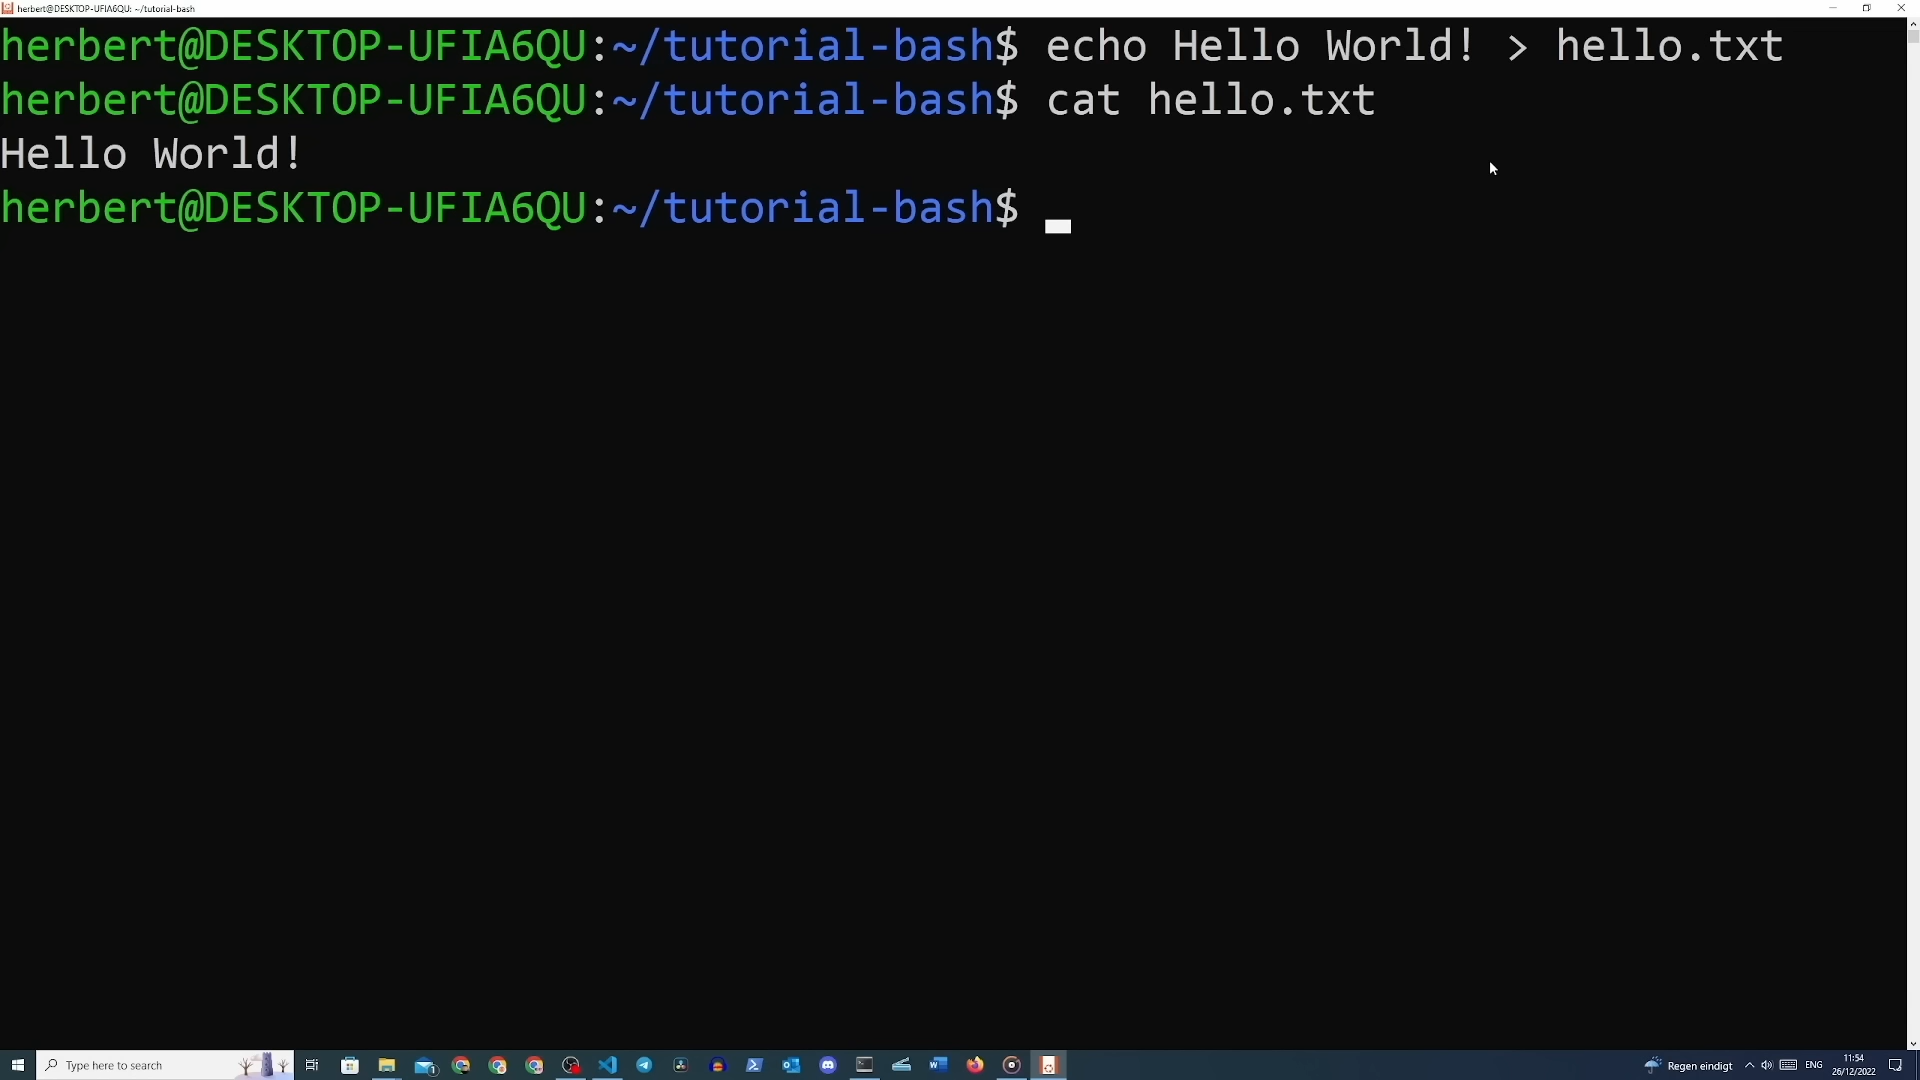 herbert@DESKTOP-UFIA6QU: ~/tutorial-bash
herbert@DESKTOP-UFIA6QU:~/tutorial-bash$ echo Hello World! > hello.txt
herbert@DESKTOP-UFIA6QU:~/tutorial-bash$ cat hello.txt
Hello World!
herbert@DESKTOP-UFIA6QU:~/tutorial-bash$
Type here to search
1
Regen eindigt
ENG
11:54
26/12/2022